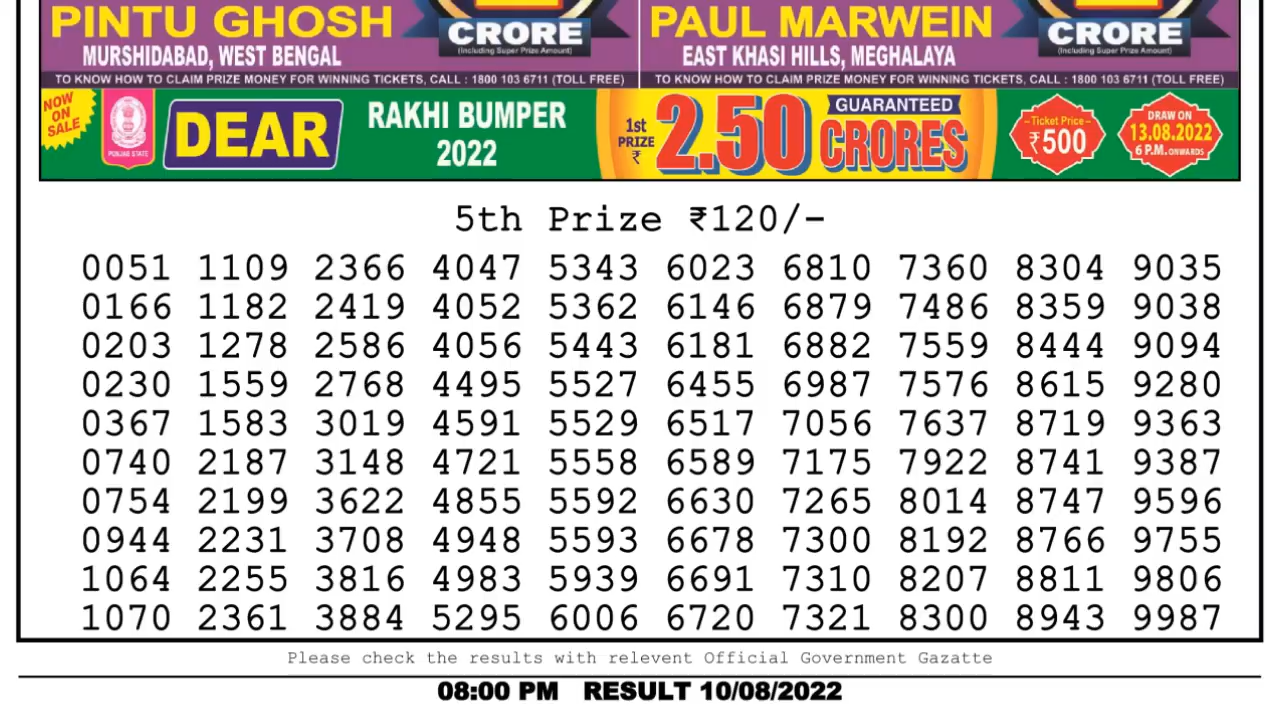 PINTU GHOSH
MURSHIDABAD, WEST BENGAL
CRORE
(Including Super Prize Amount)
PAUL MARWEIN
EAST KHASI HILLS, MEGHALAYA
CRORE
(Including Super Prize Amount)
TO KNOW HOW TO CLAIM PRIZE MONEY FOR WINNING TICKETS, CALL : 1800 103 6711 (TOLL FREE)
TO KNOW HOW TO CLAIM PRIZE MONEY FOR WINNING TICKETS, CALL : 1800 103 6711 (TOLL FREE)
NOW
ON
SALE
PUNJAB STATE
DEAR
RAKHI BUMPER
2022
1st
PRIZE
₹
2.50
GUARANTEED
CRORES
Ticket Price
₹500
DRAW ON
13.08.2022
6 P.M. ONWARDS
5th Prize ₹120/-
0051 1109 2366 4047 5343 6023 6810 7360 8304 9035
0166 1182 2419 4052 5362 6146 6879 7486 8359 9038
0203 1278 2586 4056 5443 6181 6882 7559 8444 9094
0230 1559 2768 4495 5527 6455 6987 7576 8615 9280
0367 1583 3019 4591 5529 6517 7056 7637 8719 9363
0740 2187 3148 4721 5558 6589 7175 7922 8741 9387
0754 2199 3622 4855 5592 6630 7265 8014 8747 9596
0944 2231 3708 4948 5593 6678 7300 8192 8766 9755
1064 2255 3816 4983 5939 6691 7310 8207 8811 9806
1070 2361 3884 5295 6006 6720 7321 8300 8943 9987
Please check the results with relevent Official Government Gazatte
08:00 PM RESULT 10/08/2022